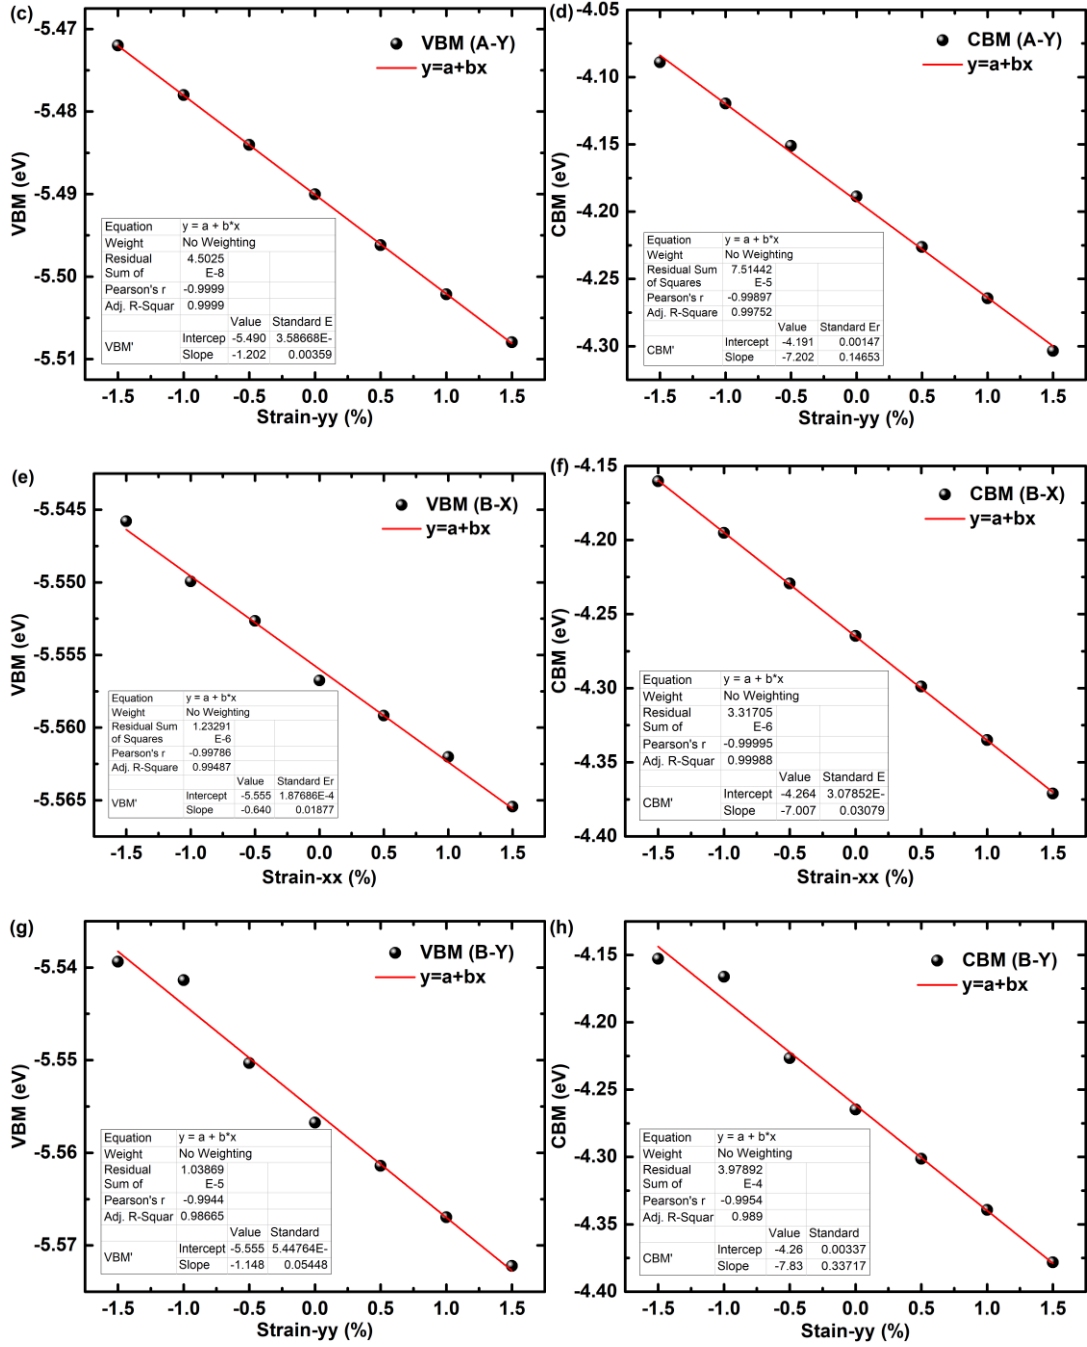 (c)
VBM (A-Y)
y=a+bx
-5.47
-5.48
-5.49
-5.50
-5.51
VBM (eV)
Equation y = a + b*x
Weight No Weighting
Residual Sum of 4.5025E-8
Pearson's r -0.9999
Adj. R-Squar 0.9999
Value Standard E
VBM' Intercep -5.490 3.58668E-
Slope -1.202 0.00359
-1.5 -1.0 -0.5 0.0 0.5 1.0 1.5
Strain-yy (%)
(d)
CBM (A-Y)
y=a+bx
-4.05
-4.10
-4.15
-4.20
-4.25
-4.30
CBM (eV)
Equation y = a + b*x
Weight No Weighting
Residual Sum of Squares 7.51442E-5
Pearson's r -0.99897
Adj. R-Square 0.99752
Value Standard Er
CBM' Intercept -4.191 0.00147
Slope -7.202 0.14653
-1.5 -1.0 -0.5 0.0 0.5 1.0 1.5
Strain-yy (%)
(e)
VBM (B-X)
y=a+bx
-5.545
-5.550
-5.555
-5.560
-5.565
VBM (eV)
Equation y = a + b*x
Weight No Weighting
Residual Sum of Squares 1.23291E-6
Pearson's r -0.99786
Adj. R-Square 0.99487
Value Standard Er
VBM' Intercept -5.555 1.87686E-4
Slope -0.640 0.01877
-1.5 -1.0 -0.5 0.0 0.5 1.0 1.5
Strain-xx (%)
(f)
CBM (B-X)
y=a+bx
-4.15
-4.20
-4.25
-4.30
-4.35
-4.40
CBM (eV)
Equation y = a + b*x
Weight No Weighting
Residual Sum of 3.31705E-6
Pearson's r -0.99995
Adj. R-Squar 0.99988
Value Standard E
CBM' Intercept -4.264 3.07852E-
Slope -7.007 0.03079
-1.5 -1.0 -0.5 0.0 0.5 1.0 1.5
Strain-xx (%)
(g)
VBM (B-Y)
y=a+bx
-5.54
-5.55
-5.56
-5.57
VBM (eV)
Equation y = a + b*x
Weight No Weighting
Residual Sum of 1.03869E-5
Pearson's r -0.9944
Adj. R-Squar 0.98665
Value Standard
VBM' Intercept -5.555 5.44764E-
Slope -1.148 0.05448
-1.5 -1.0 -0.5 0.0 0.5 1.0 1.5
Strain-yy (%)
(h)
CBM (B-Y)
y=a+bx
-4.15
-4.20
-4.25
-4.30
-4.35
-4.40
CBM (eV)
Equation y = a + b*x
Weight No Weighting
Residual Sum of 3.97892E-4
Pearson's r -0.9954
Adj. R-Squar 0.989
Value Standard
CBM' Intercep -4.26 0.00337
Slope -7.83 0.33717
-1.5 -1.0 -0.5 0.0 0.5 1.0 1.5
Stain-yy (%)